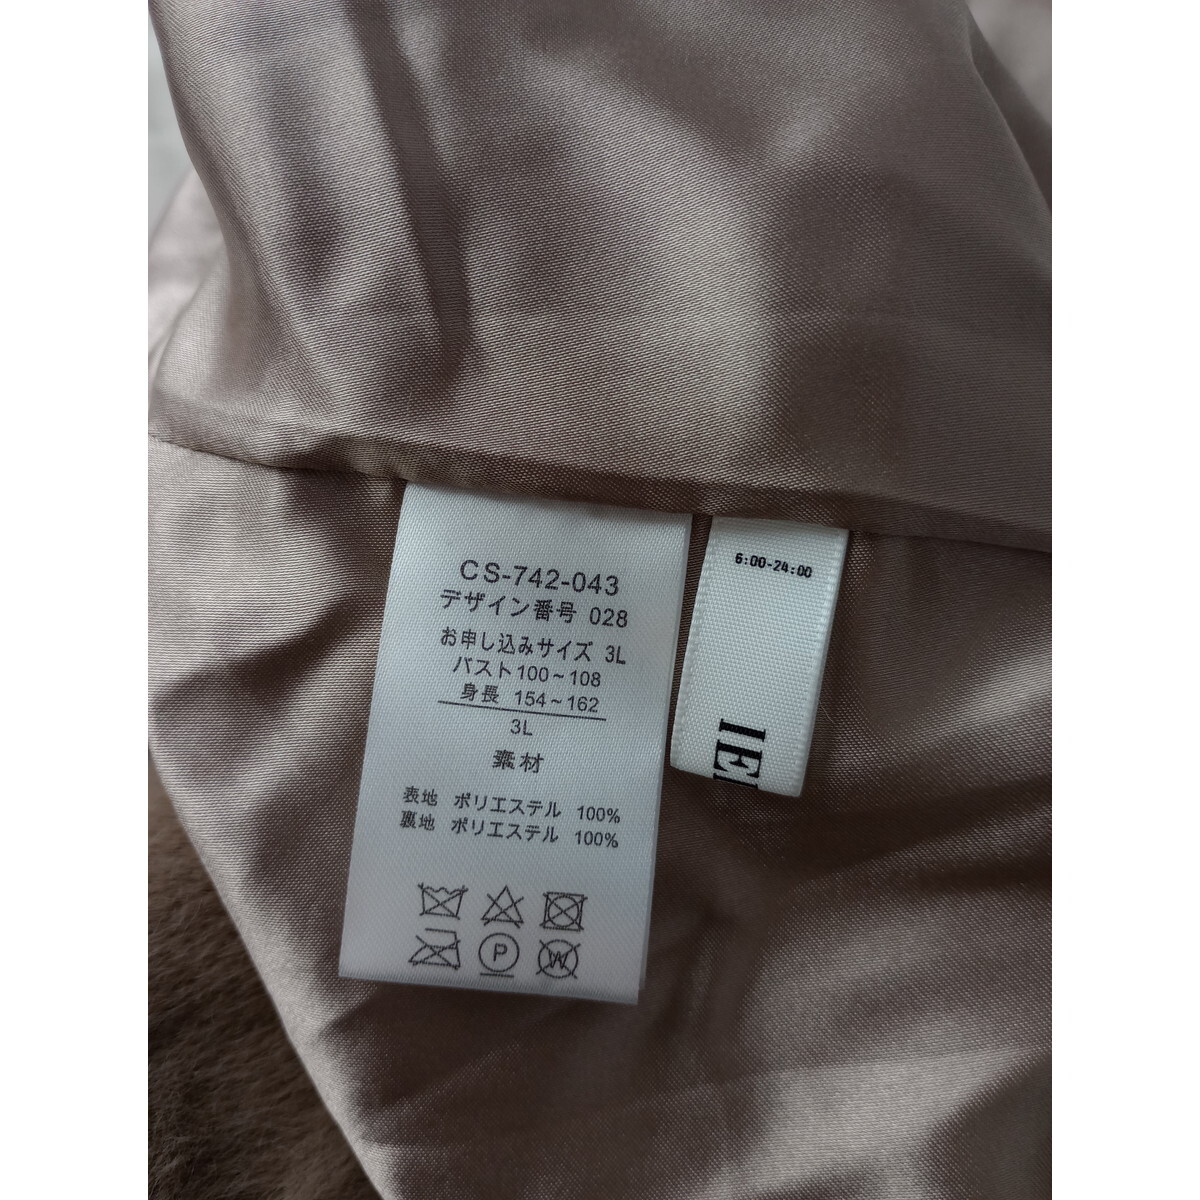 CS-742-043
デザイン番号 028
お申し込みサイズ 3L
バスト100～108
身長 154～162
3L
素材
表地 ポリエステル 100%
裏地 ポリエステル 100%
P
W
6:00-24:00